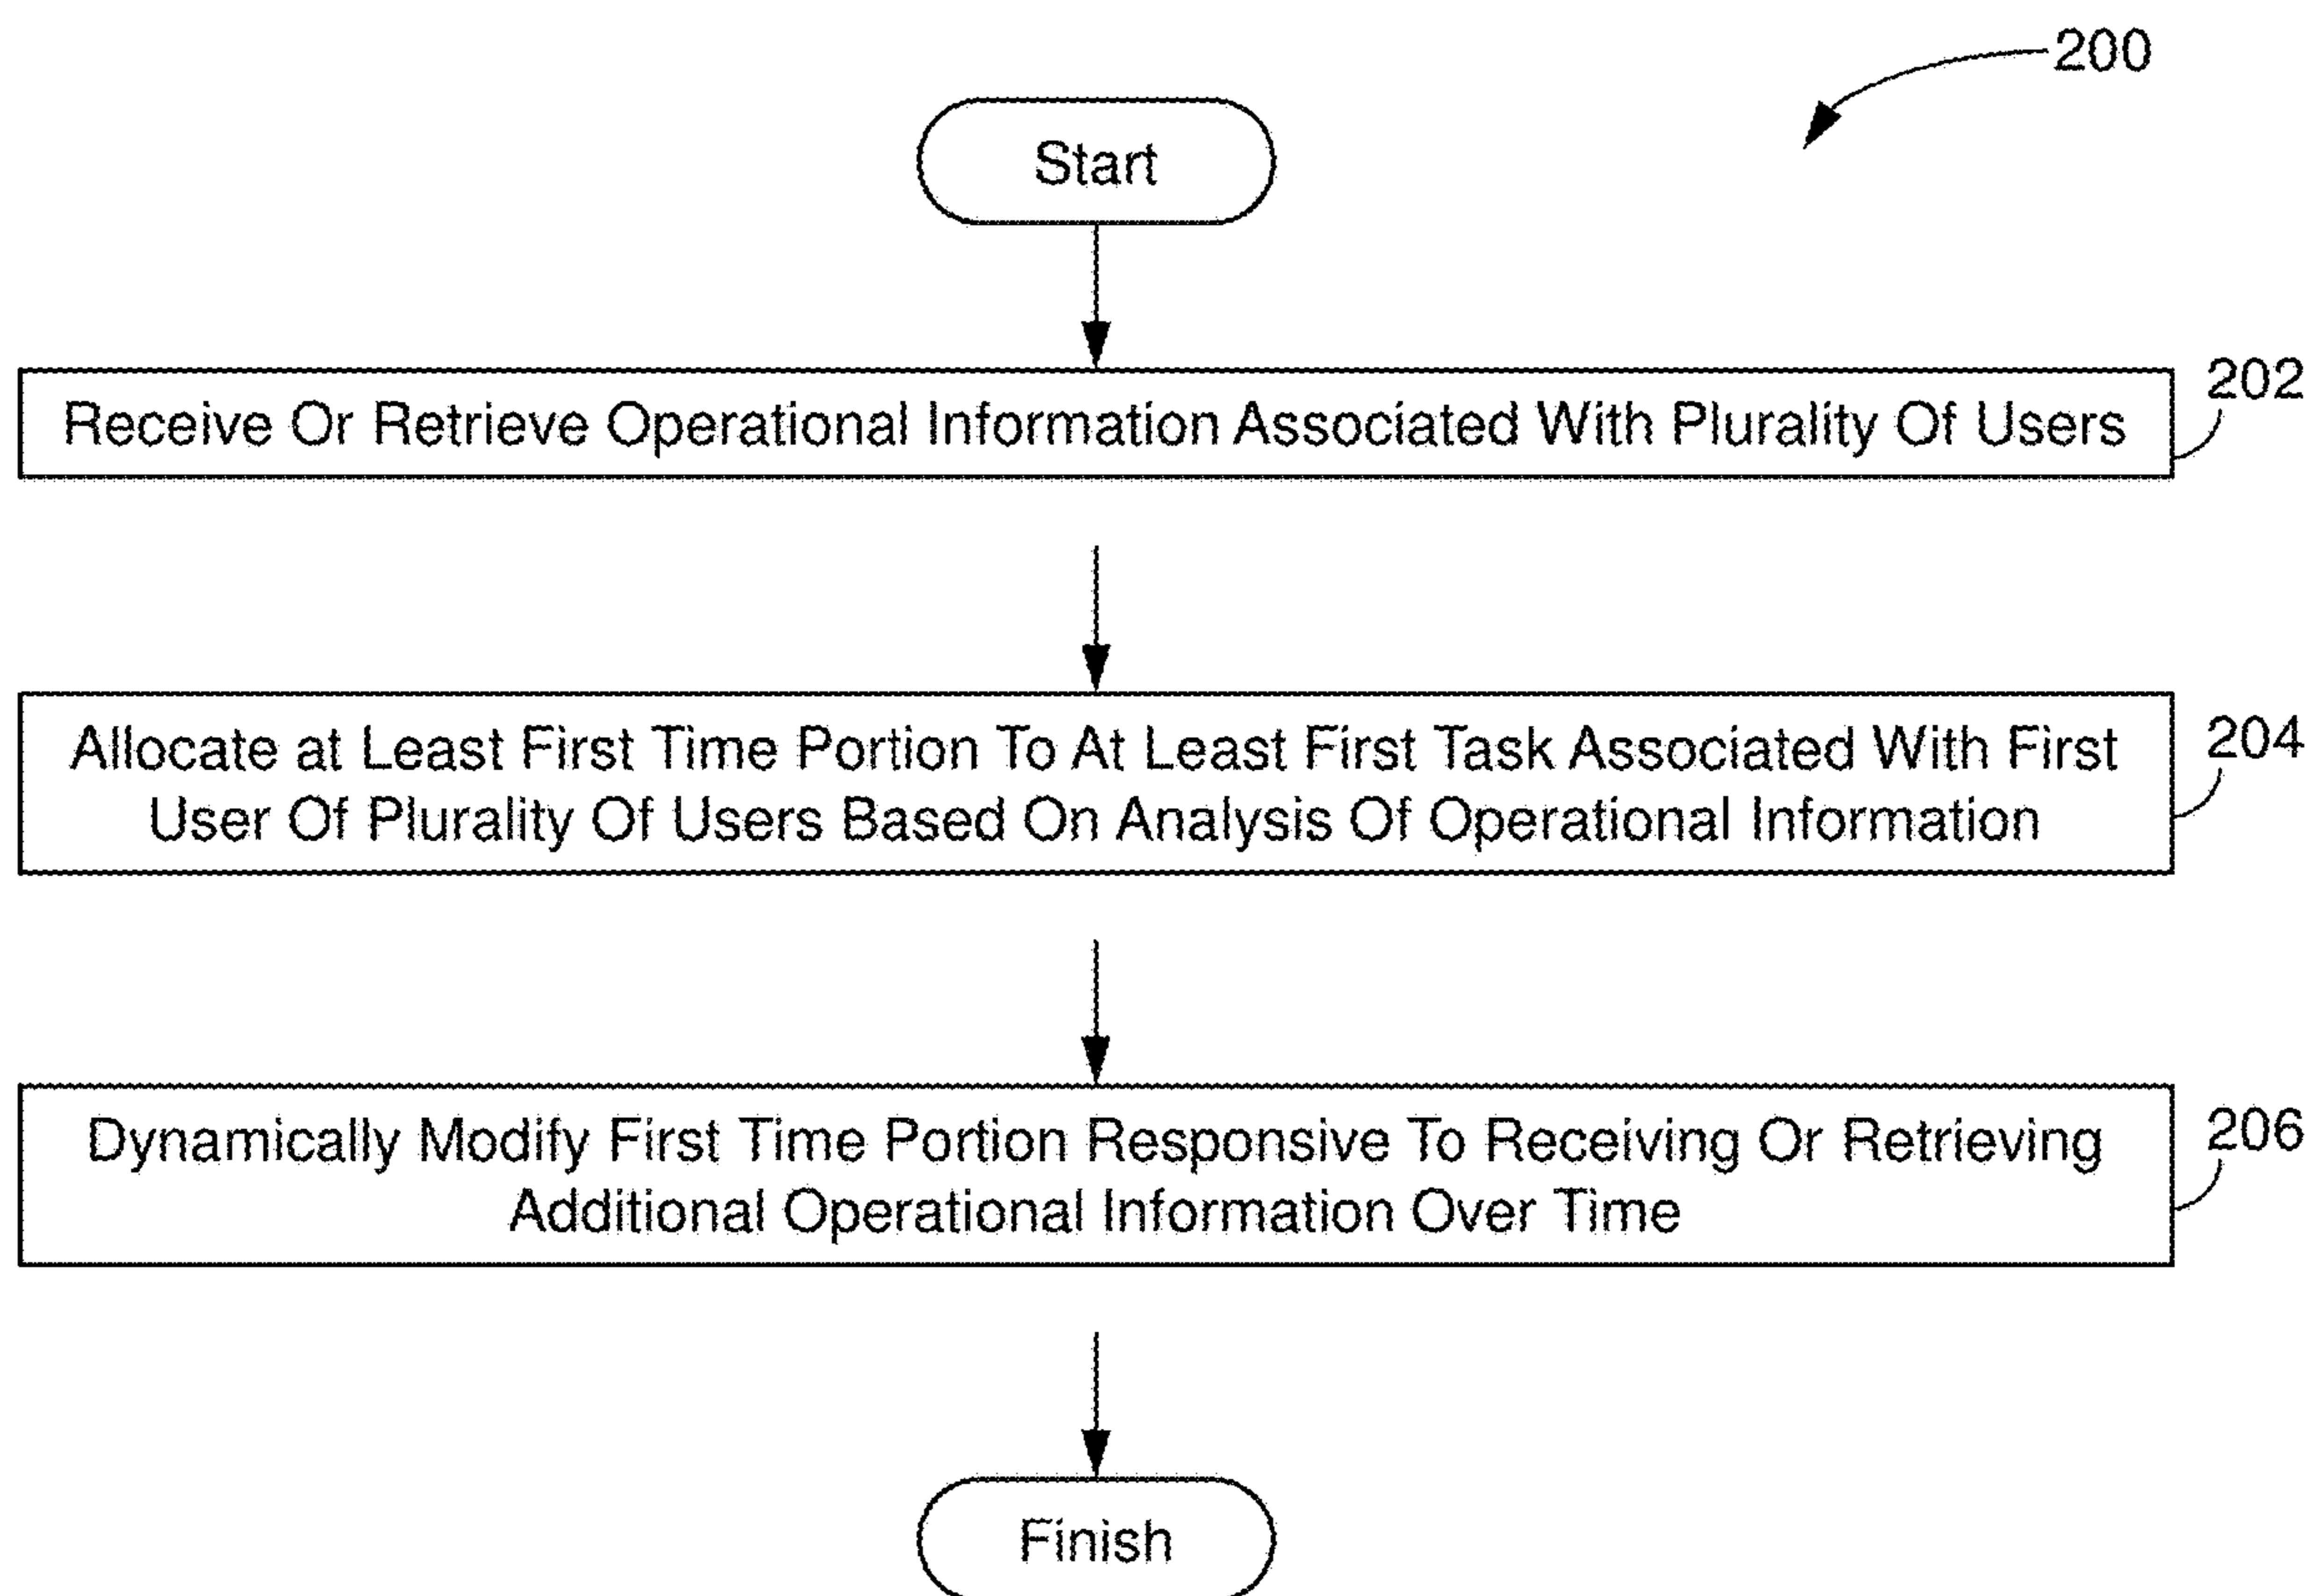 200
Start
Receive Or Retrieve Operational Information Associated With Plurality Of Users
202
Allocate at Least First Time Portion To At Least First Task Associated With First
User Of Plurality Of Users Based On Analysis Of Operational Information
204
Dynamically Modify First Time Portion Responsive To Receiving Or Retrieving
Additional Operational Information Over Time
206
Finish